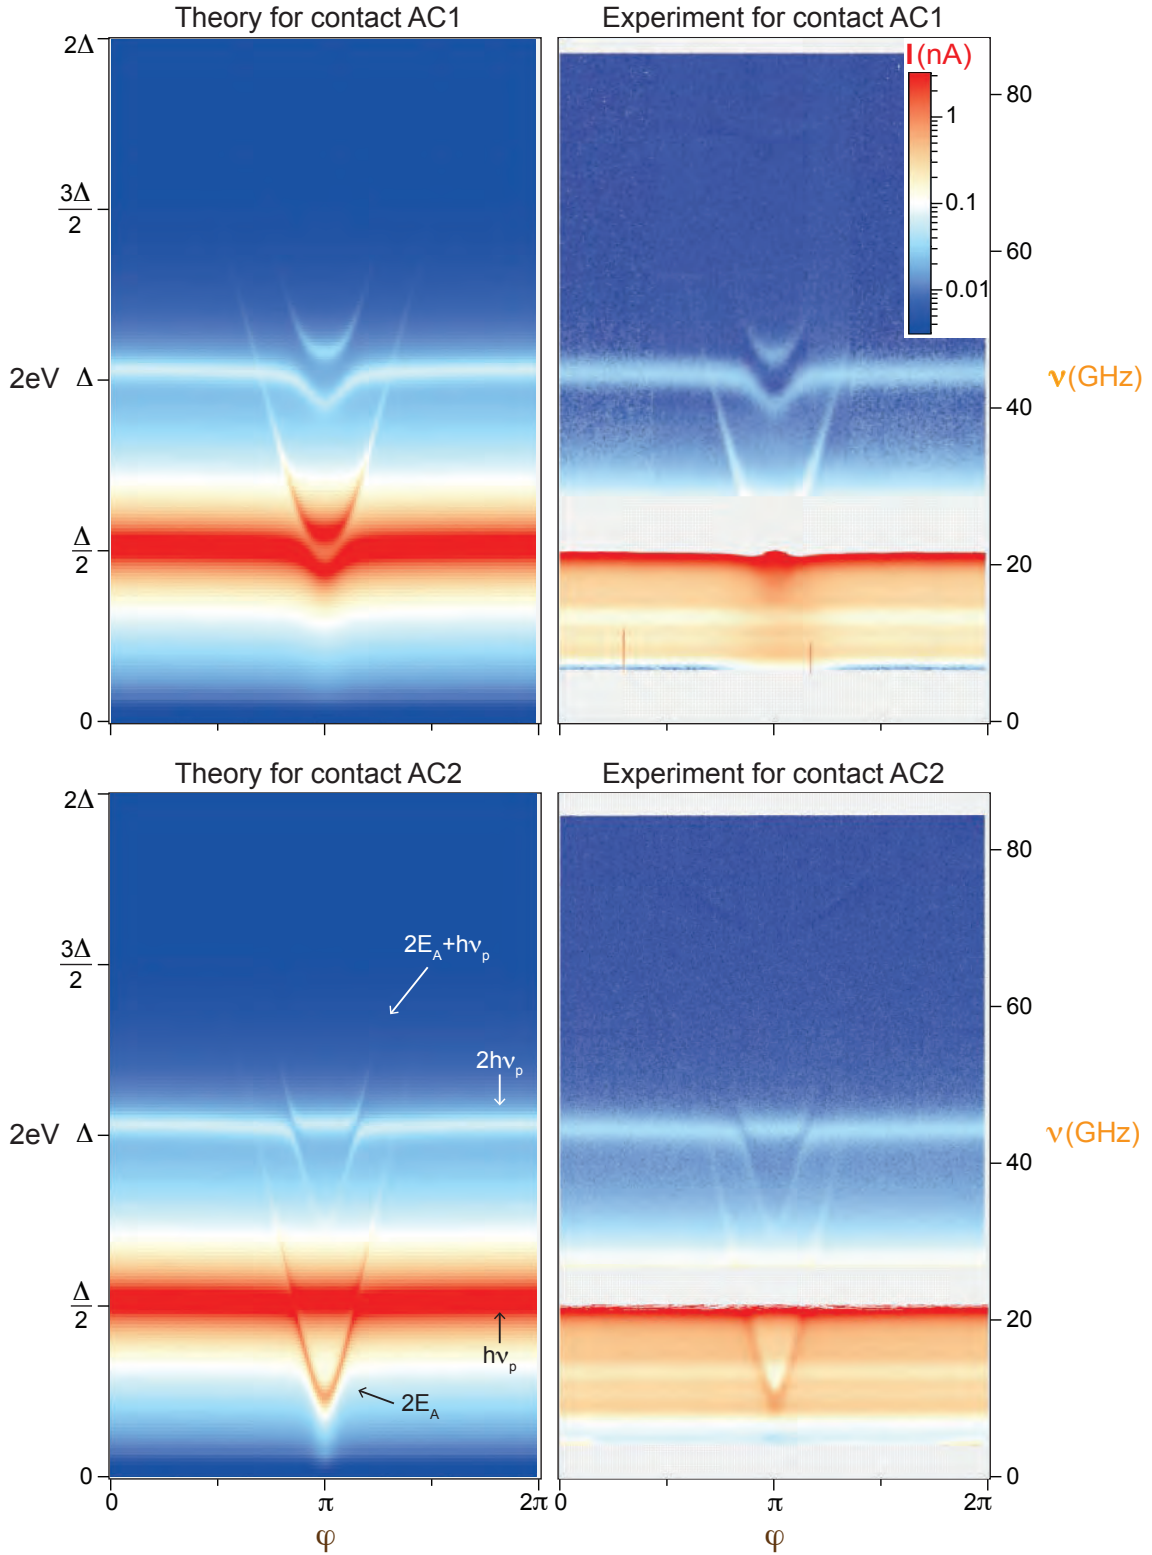 Theory for contact AC1
Experiment for contact AC1
2Δ
3Δ
2
2eV Δ
Δ
2
0
I(nA)
1
0.1
0.01
80
60
ν(GHz)
40
20
0
Theory for contact AC2
Experiment for contact AC2
2Δ
3Δ
2
2eV Δ
Δ
2
0
2E_A+hν_p
2hν_p
hν_p
2E_A
80
60
ν(GHz)
40
20
0
0
π
2π
0
π
2π
φ
φ